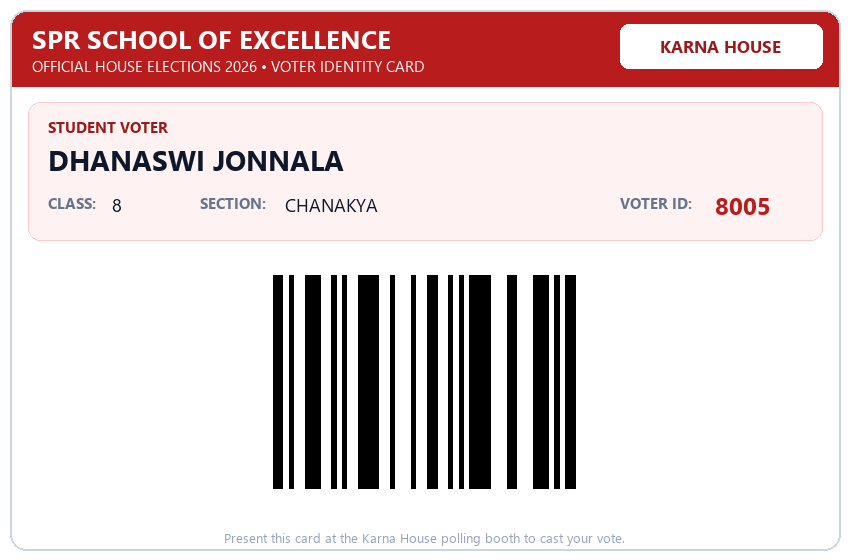 SPR SCHOOL OF EXCELLENCE
OFFICIAL HOUSE ELECTIONS 2026 • VOTER IDENTITY CARD
KARNA HOUSE
STUDENT VOTER
DHANASWI JONNALA
CLASS: 8 SECTION: CHANAKYA VOTER ID: 8005
Present this card at the Karna House polling booth to cast your vote.